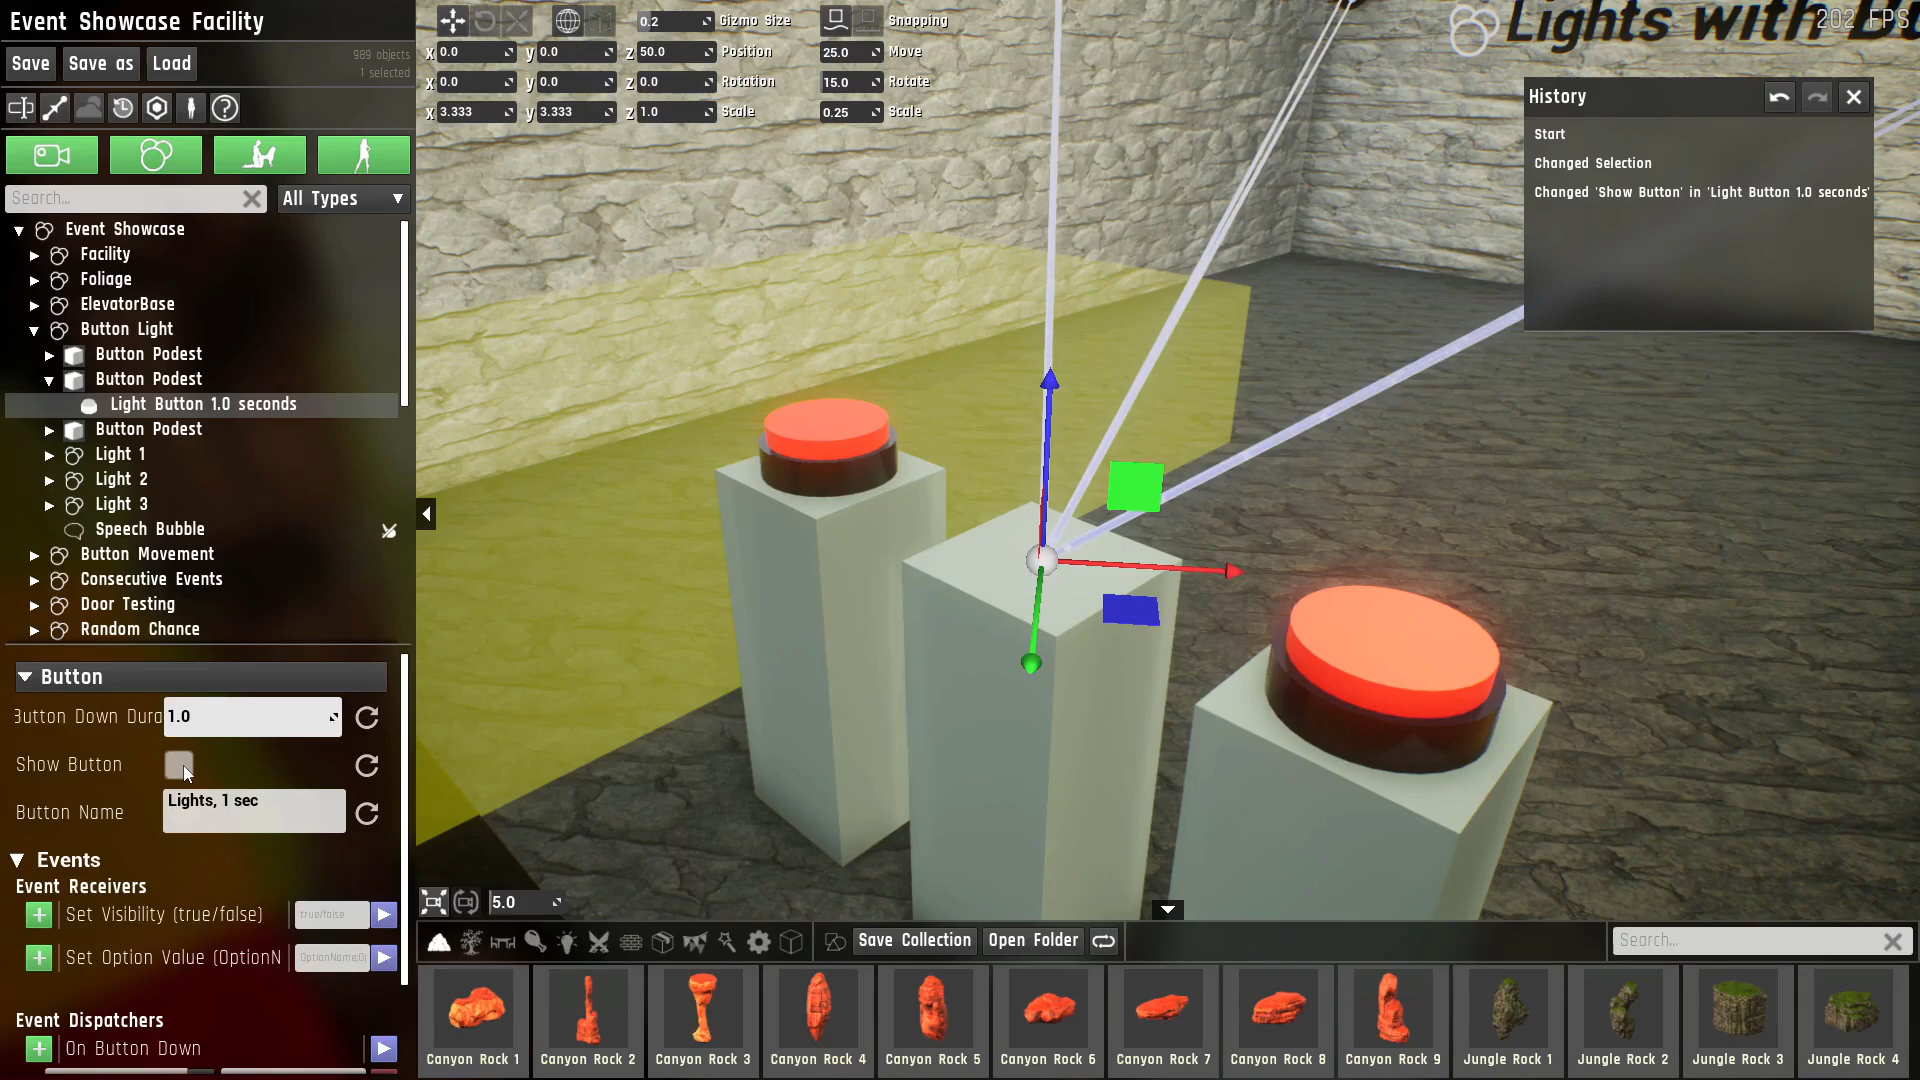 Event Showcase Facility
Save
Save as
Load
989 objects
1 selected
Search...
All Types
Event Showcase
Facility
Foliage
ElevatorBase
Button Light
Button Podest
Button Podest
Light Button 1.0 seconds
Button Podest
Light 1
Light 2
Light 3
Speech Bubble
Button Movement
Consecutive Events
Door Testing
Random Chance
Button
Button Down Dura
1.0
Show Button
Button Name
Lights, 1 sec
Events
Event Receivers
Set Visibility (true/false)
true/false
Set Option Value (OptionN
OptionName:O
Event Dispatchers
On Button Down
0.2
Gizmo Size
Snapping
x 0.0
y 0.0
z 50.0
Position
25.0
Move
x 0.0
y 0.0
z 0.0
Rotation
15.0
Rotate
x 3.333
y 3.333
z 1.0
Scale
0.25
Scale
Lights with
202 FPS
History
Start
Changed Selection
Changed 'Show Button' in 'Light Button 1.0 seconds'
5.0
Save Collection
Open Folder
Search...
Canyon Rock 1
Canyon Rock 2
Canyon Rock 3
Canyon Rock 4
Canyon Rock 5
Canyon Rock 6
Canyon Rock 7
Canyon Rock 8
Canyon Rock 9
Jungle Rock 1
Jungle Rock 2
Jungle Rock 3
Jungle Rock 4